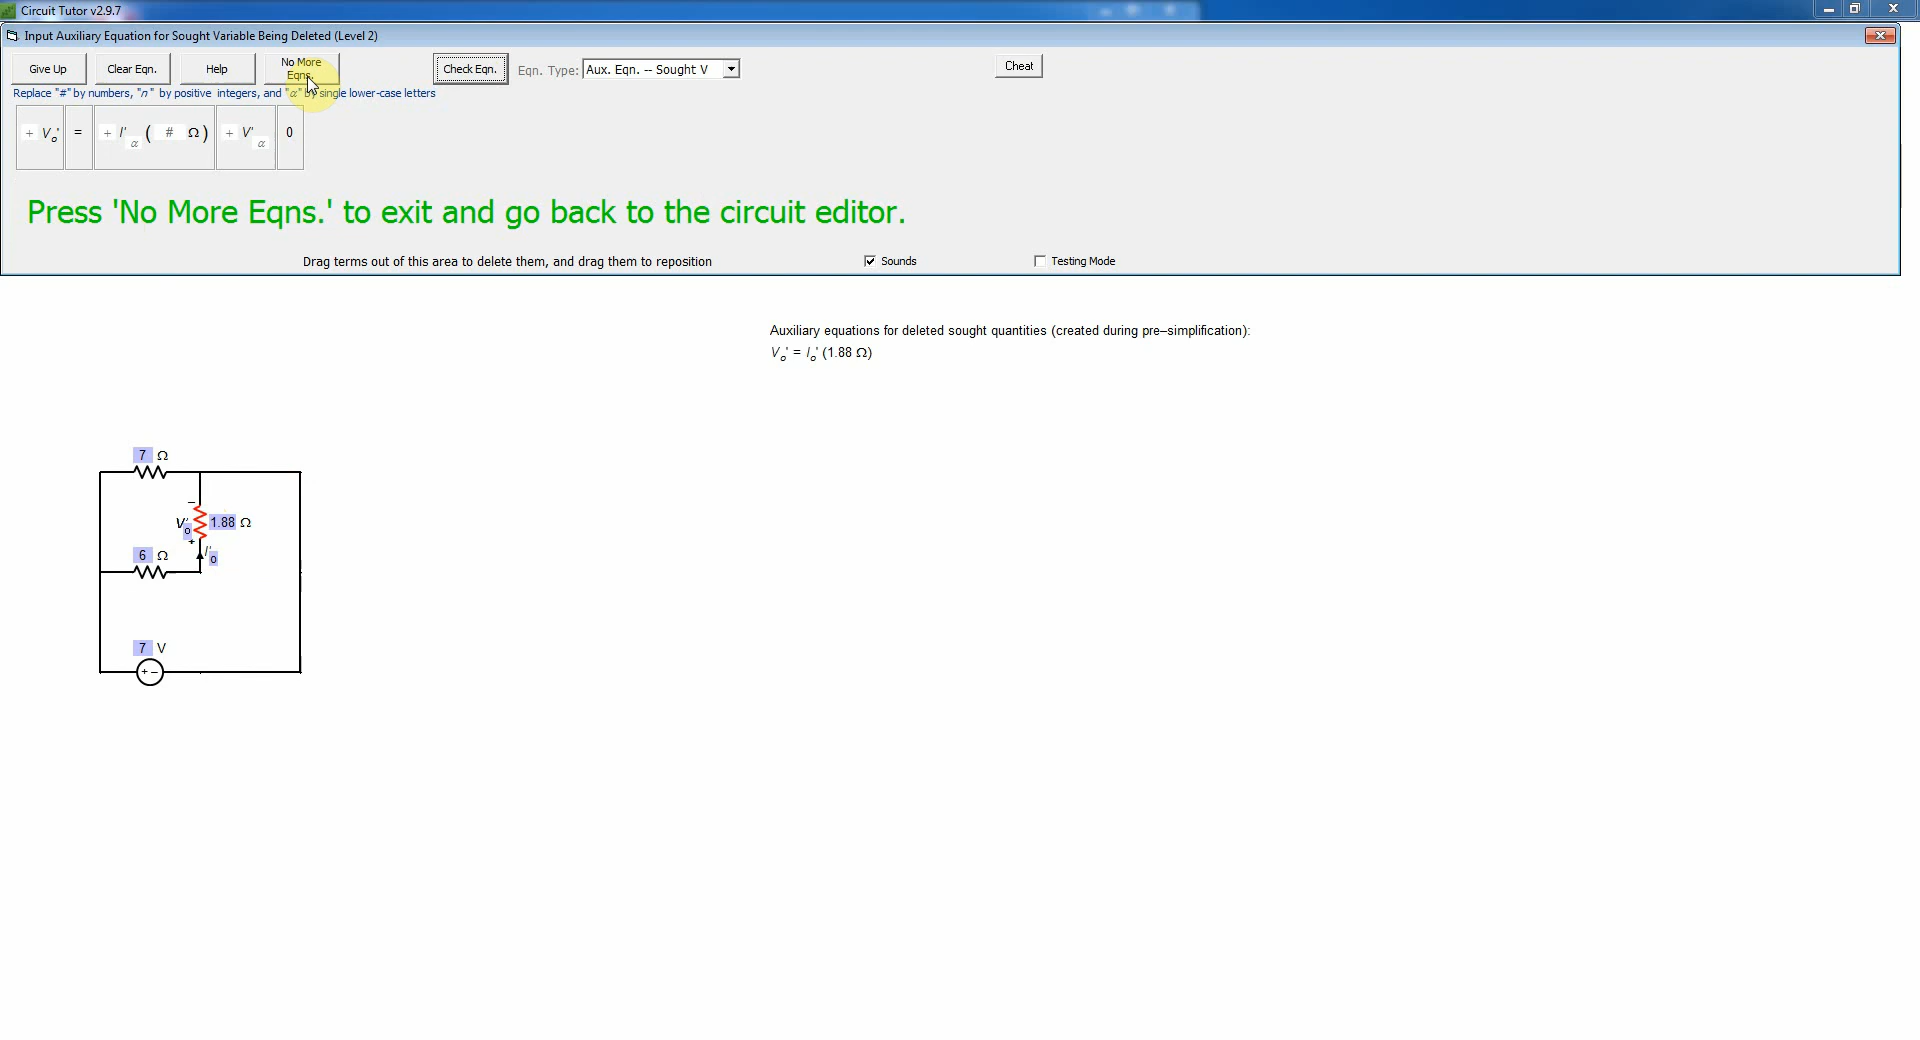 Circuit Tutor v2.9.7
Input Auxiliary Equation for Sought Variable Being Deleted (Level 2)
Give Up
Clear Eqn.
Help
No More Eqns.
Check Eqn.
Eqn. Type:
Aux. Eqn. -- Sought V
Cheat
Replace "#" by numbers, "n" by positive integers, and "α" by single lower-case letters
+ Vo' = + I'α ( # Ω) + V'α 0
Press 'No More Eqns.' to exit and go back to the circuit editor.
Drag terms out of this area to delete them, and drag them to reposition
Sounds
Testing Mode
Auxiliary equations for deleted sought quantities (created during pre–simplification):
Vo' = Io' (1.88 Ω)
7 Ω
–
V'o
1.88 Ω
+
6 Ω
I'o
7 V
+ –